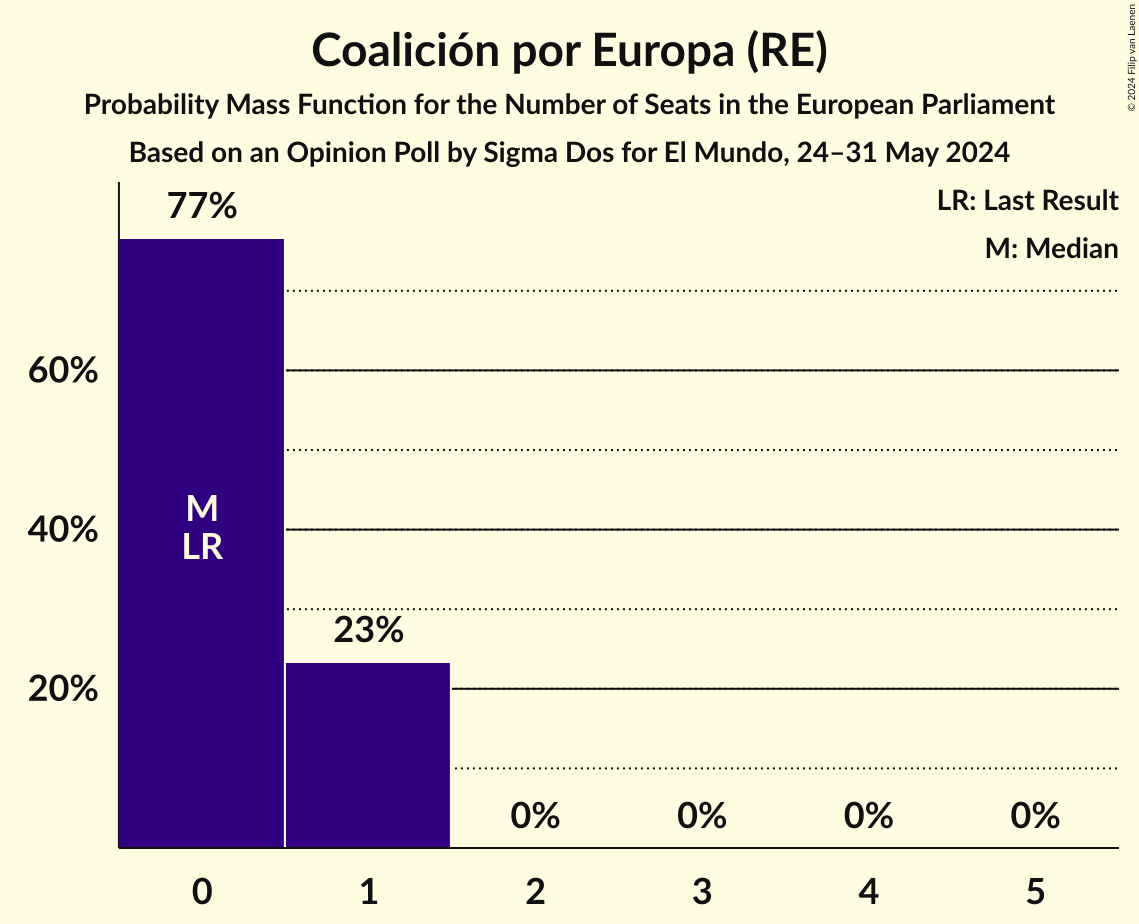 Coalición por Europa (RE)
Probability Mass Function for the Number of Seats in the European Parliament
Based on an Opinion Poll by Sigma Dos for El Mundo, 24–31 May 2024
© 2024 Filip van Laenen
LR: Last Result
M: Median
77%
60%
40%
20%
M
LR
23%
0%
0%
0%
0%
0
1
2
3
4
5